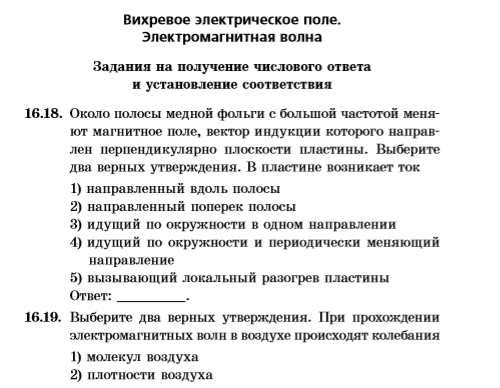 Вихревое электрическое поле.
Электромагнитная волна
Задания на получение числового ответа
и установление соответствия
16.18. Около полосы медной фольги с большой частотой меня-
ют магнитное поле, вектор индукции которого направ-
лен перпендикулярно плоскости пластины. Выберите
два верных утверждения. В пластине возникает ток
1) направленный вдоль полосы
2) направленный поперек полосы
3) идущий по окружности в одном направлении
4) идущий по окружности и периодически меняющий
направление
5) вызывающий локальный разогрев пластины
Ответ: __________.
16.19. Выберите два верных утверждения. При прохождении
электромагнитных волн в воздухе происходят колебания
1) молекул воздуха
2) плотности воздуха